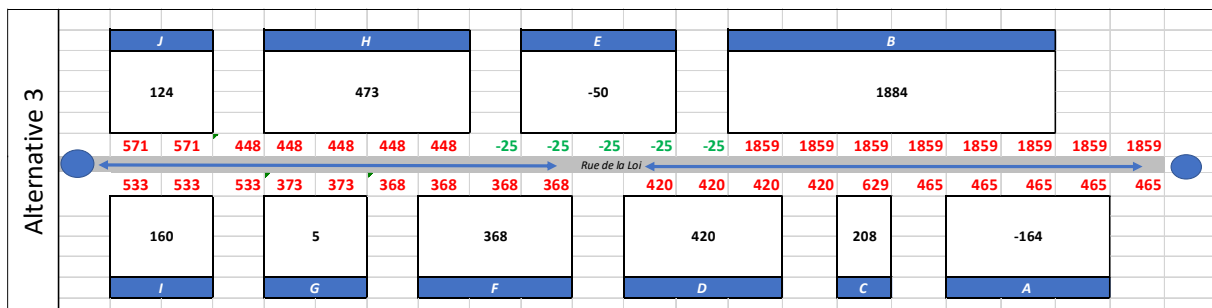 Alternative 3
J H E B
124 473 -50 1884
571 571 448 448 448 448 448 -25 -25 -25 -25 -25 1859 1859 1859 1859 1859 1859 1859 1859 1859
Rue de la Loi
533 533 533 373 373 368 368 368 368 420 420 420 420 629 465 465 465 465 465
160 5 368 420 208 -164
I G F D C A